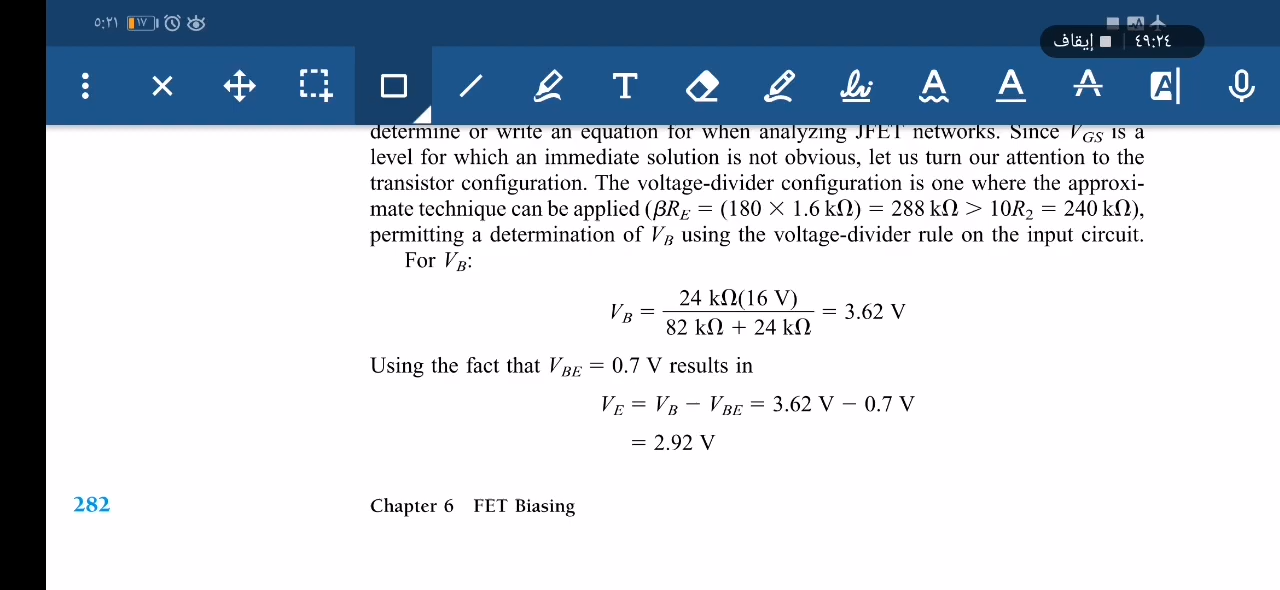 ٥:٢١ ١٧
إيقاف ٤٩:٢٤
T A A A A
determine or write an equation for when analyzing JFET networks. Since V_GS is a
level for which an immediate solution is not obvious, let us turn our attention to the
transistor configuration. The voltage-divider configuration is one where the approxi-
mate technique can be applied (βR_E = (180 × 1.6 kΩ) = 288 kΩ > 10R_2 = 240 kΩ),
permitting a determination of V_B using the voltage-divider rule on the input circuit.
For V_B:
V_B = 24 kΩ(16 V) / 82 kΩ + 24 kΩ = 3.62 V
Using the fact that V_BE = 0.7 V results in
V_E = V_B − V_BE = 3.62 V − 0.7 V
= 2.92 V
282 Chapter 6 FET Biasing